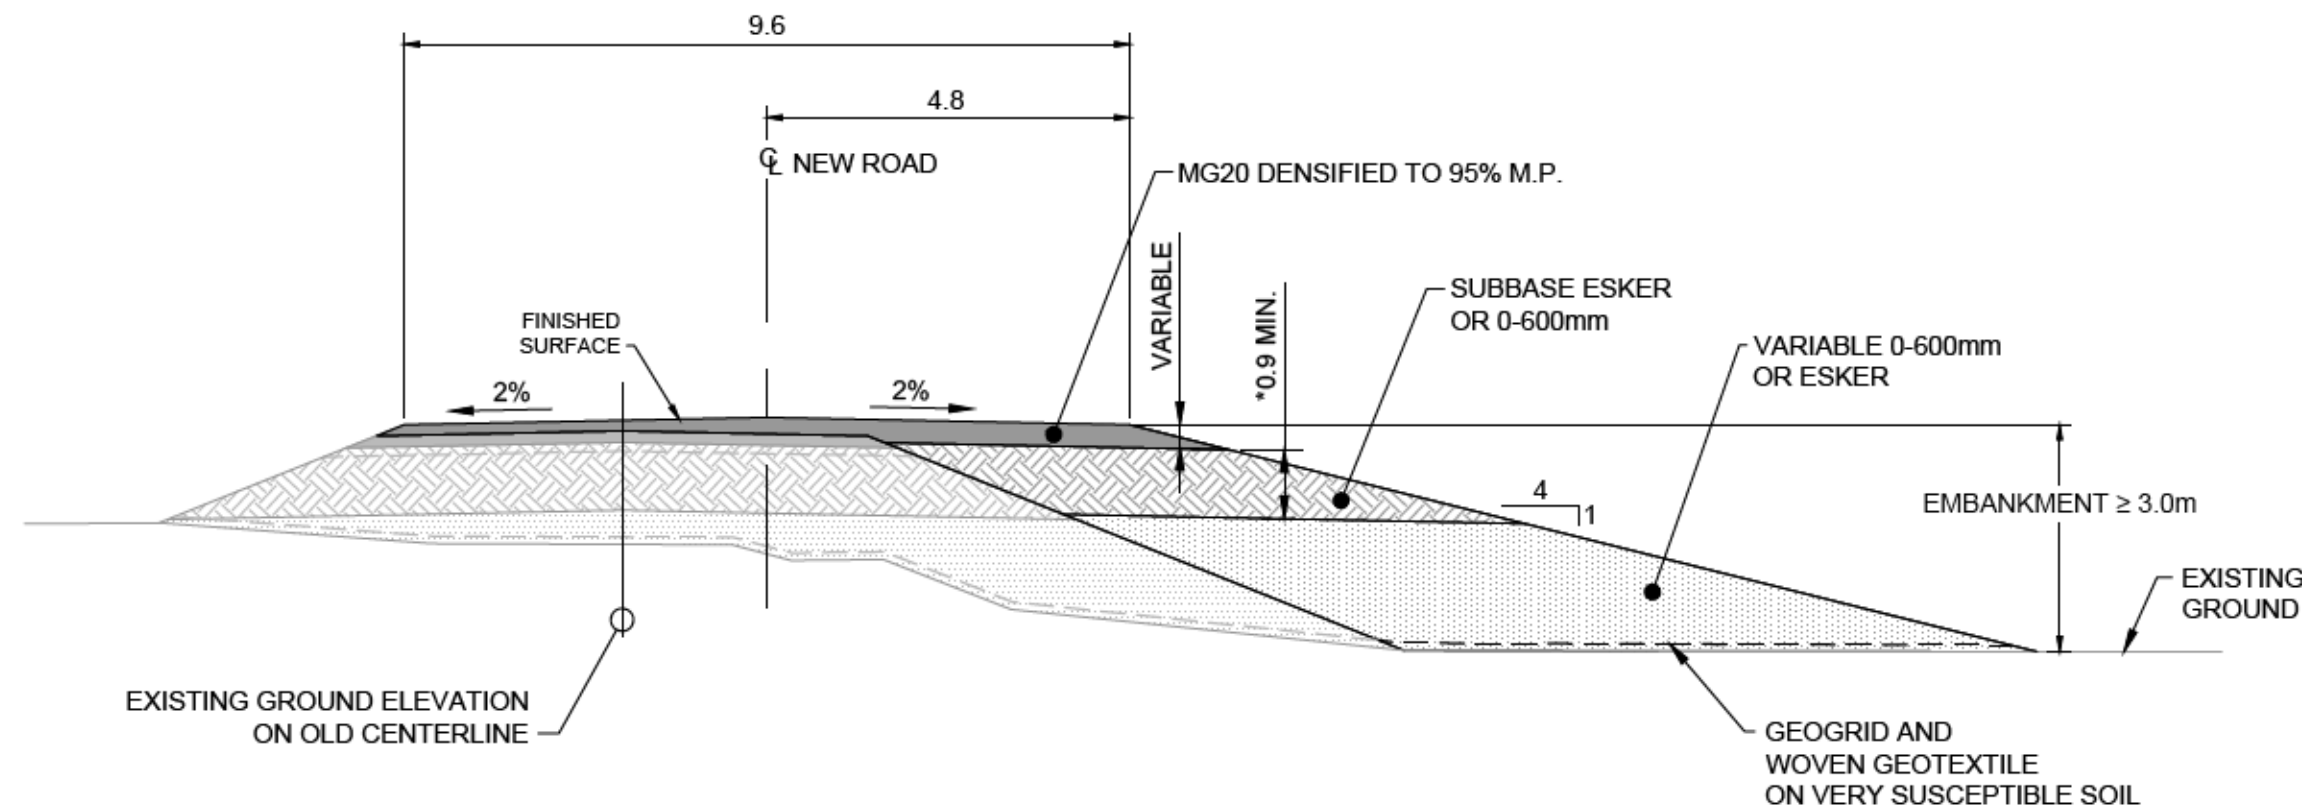 9.6
4.8
℄ NEW ROAD
MG20 DENSIFIED TO 95% M.P.
VARIABLE
*0.9 MIN.
SUBBASE ESKER
OR 0-600mm
FINISHED
SURFACE
VARIABLE 0-600mm
OR ESKER
2%
2%
4
1
EMBANKMENT ≥ 3.0m
EXISTING
GROUND
EXISTING GROUND ELEVATION
ON OLD CENTERLINE
GEOGRID AND
WOVEN GEOTEXTILE
ON VERY SUSCEPTIBLE SOIL